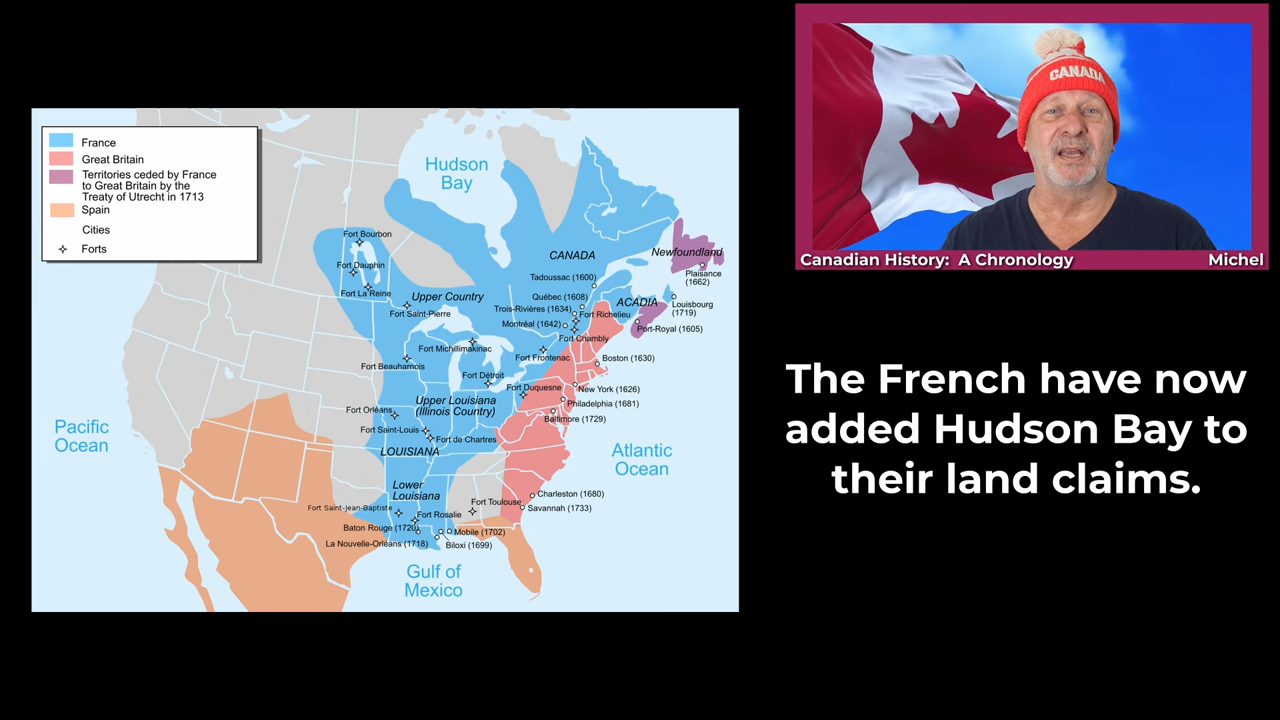 France
Great Britain
Territories ceded by France
to Great Britain by the
Treaty of Utrecht in 1713
Spain
Cities
Forts
Hudson
Bay
Fort Bourbon
Fort Dauphin
Fort La Reine
Upper Country
Fort Saint-Pierre
CANADA
Newfoundland
Plaisance
(1662)
Tadoussac (1600)
Québec (1608)
ACADIA
Louisbourg
(1719)
Trois-Rivières (1634)
Fort Richelieu
Montréal (1642)
Port-Royal (1605)
Fort Chambly
Fort Michillimakinac
Fort Frontenac
Boston (1630)
Fort Beauharnois
Fort Détroit
Fort Duquesne
New York (1626)
Upper Louisiana
(Illinois Country)
Philadelphia (1681)
Fort Orléans
Baltimore (1729)
Fort Saint-Louis
Fort de Chartres
Pacific
Ocean
LOUISIANA
Atlantic
Ocean
Lower
Louisiana
Charleston (1680)
Fort Toulouse
Savannah (1733)
Fort Saint-Jean-Baptiste
Fort Rosalie
Baton Rouge (1720)
Mobile (1702)
La Nouvelle-Orléans (1718)
Biloxi (1699)
Gulf of
Mexico
CANADA
Canadian History: A Chronology
Michel
The French have now
added Hudson Bay to
their land claims.